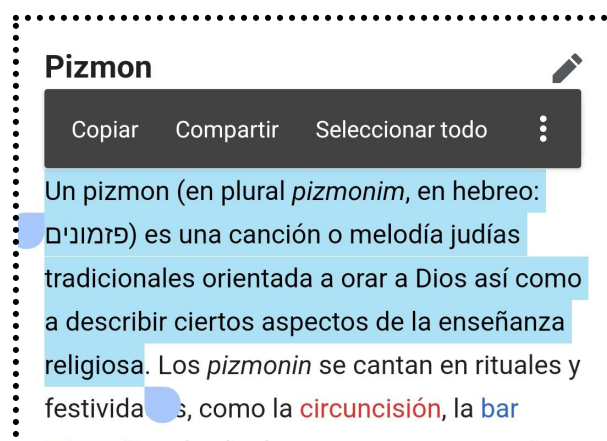 Pizmon
Copiar Compartir Seleccionar todo
Un pizmon (en plural pizmonim, en hebreo:
פזמונים) es una canción o melodía judías
tradicionales orientada a orar a Dios así como
a describir ciertos aspectos de la enseñanza
religiosa. Los pizmonin se cantan en rituales y
como la circuncisión, la bar